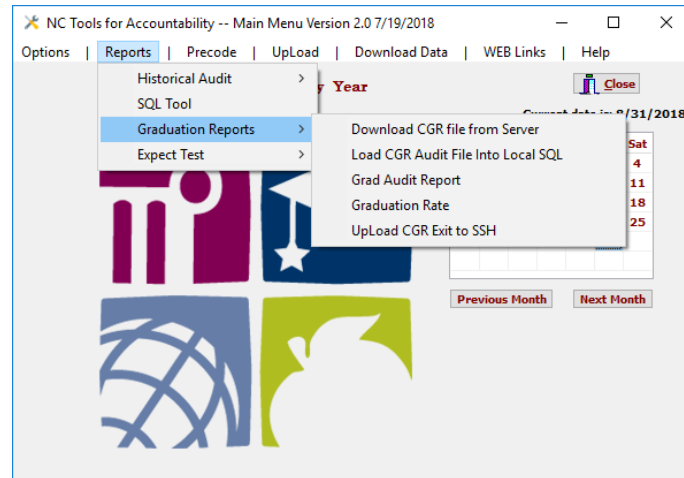 NC Tools for Accountability -- Main Menu Version 2.0 7/19/2018
Options | Reports | Precode | UpLoad | Download Data | WEB Links | Help
Historical Audit
SQL Tool
Graduation Reports
Expect Test
Year
Close
8/31/2018
Download CGR file from Server
Load CGR Audit File Into Local SQL
Grad Audit Report
Graduation Rate
UpLoad CGR Exit to SSH
Sat
4
11
18
25
Previous Month Next Month